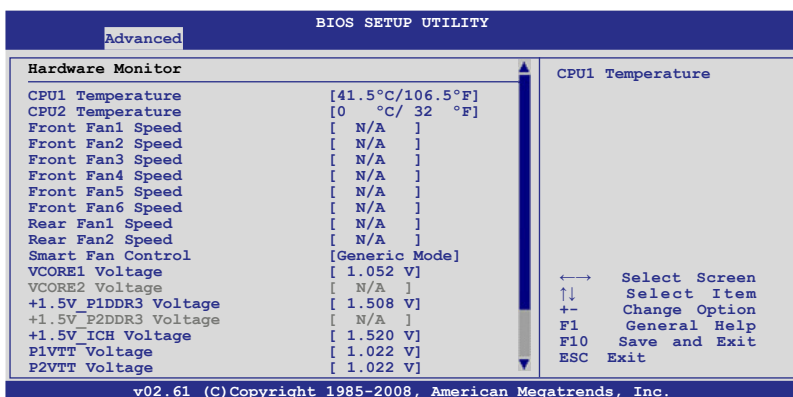 BIOS SETUP UTILITY
Advanced
Hardware Monitor
CPU1 Temperature [41.5°C/106.5°F]
CPU2 Temperature [0 °C/ 32 °F]
Front Fan1 Speed [ N/A ]
Front Fan2 Speed [ N/A ]
Front Fan3 Speed [ N/A ]
Front Fan4 Speed [ N/A ]
Front Fan5 Speed [ N/A ]
Front Fan6 Speed [ N/A ]
Rear Fan1 Speed [ N/A ]
Rear Fan2 Speed [ N/A ]
Smart Fan Control [Generic Mode]
VCORE1 Voltage [ 1.052 V]
VCORE2 Voltage [ N/A ]
+1.5V_P1DDR3 Voltage [ 1.508 V]
+1.5V_P2DDR3 Voltage [ N/A ]
+1.5V_ICH Voltage [ 1.520 V]
P1VTT Voltage [ 1.022 V]
P2VTT Voltage [ 1.022 V]
CPU1 Temperature
←→ Select Screen
↑↓ Select Item
+- Change Option
F1 General Help
F10 Save and Exit
ESC Exit
v02.61 (C)Copyright 1985-2008, American Megatrends, Inc.